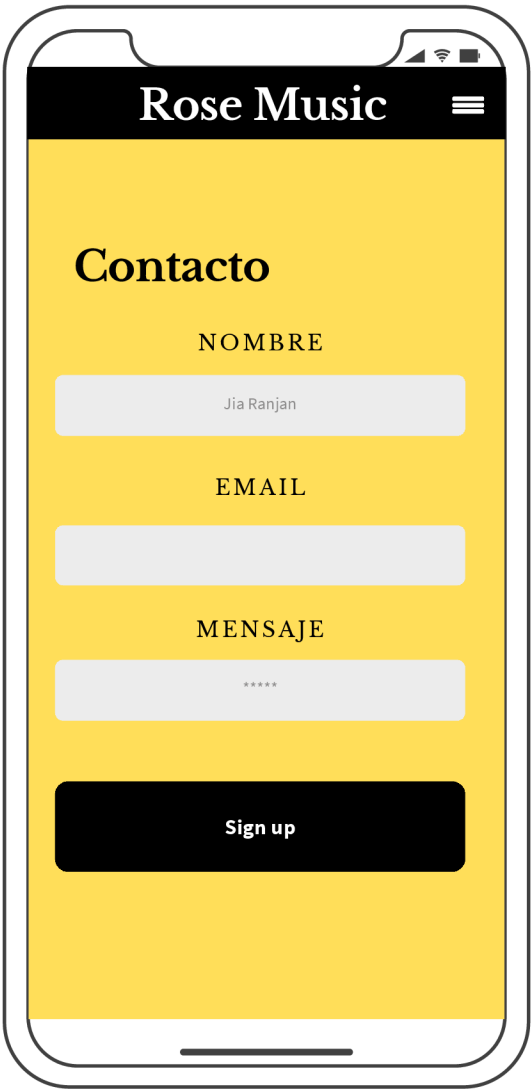 Rose Music
Contacto
NOMBRE
Jia Ranjan
EMAIL
MENSAJE
*****
Sign up